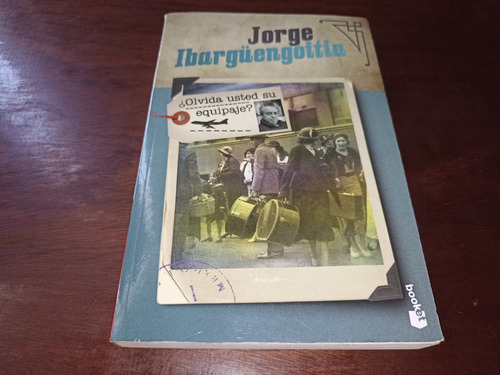 Jorge
Ibargüengoitia
¿Olvida usted su
equipaje?
booket